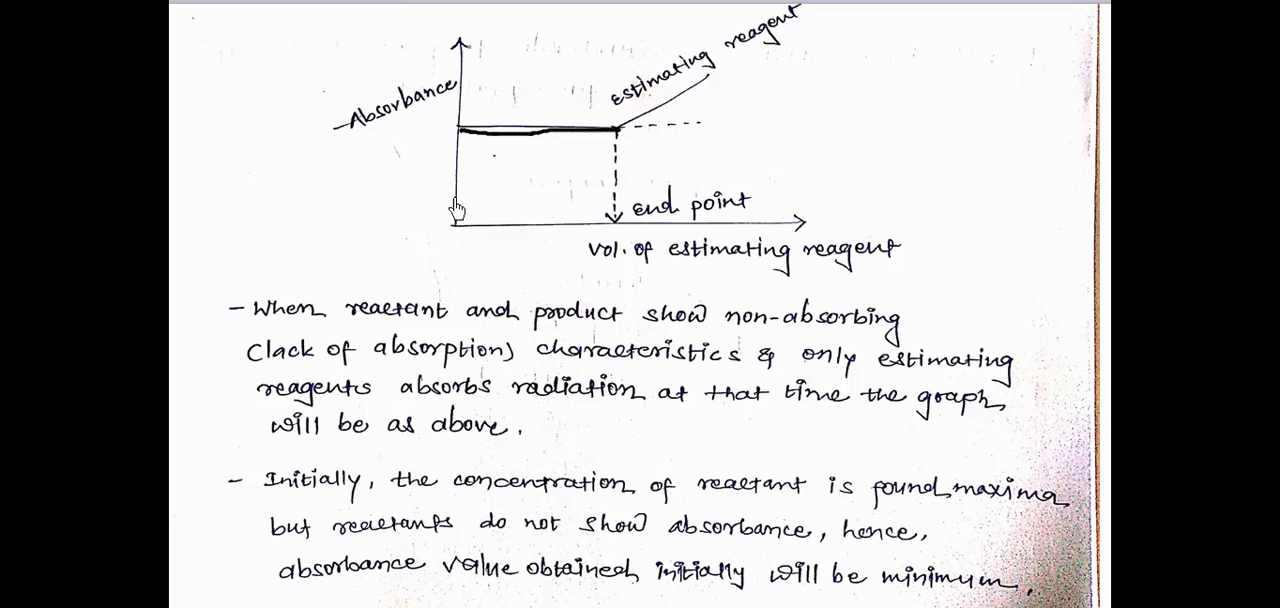 estimating reagent
-Absorbance
end point
vol. of estimating reagent
- When reactant and product show non-absorbing
(lack of absorption) characteristics & only estimating
reagents absorbs radiation at that time the graph
will be as above.
- Initially, the concentration of reactant is found maxima
but reactants do not show absorbance, hence,
absorbance value obtained initially will be minimum.